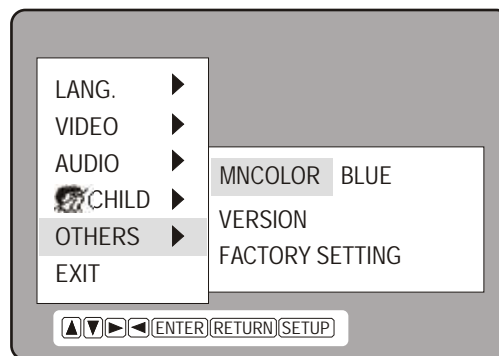 LANG.
VIDEO
AUDIO
CHILD
OTHERS
EXIT
MNCOLOR BLUE
VERSION
FACTORY SETTING
ENTER RETURN SETUP